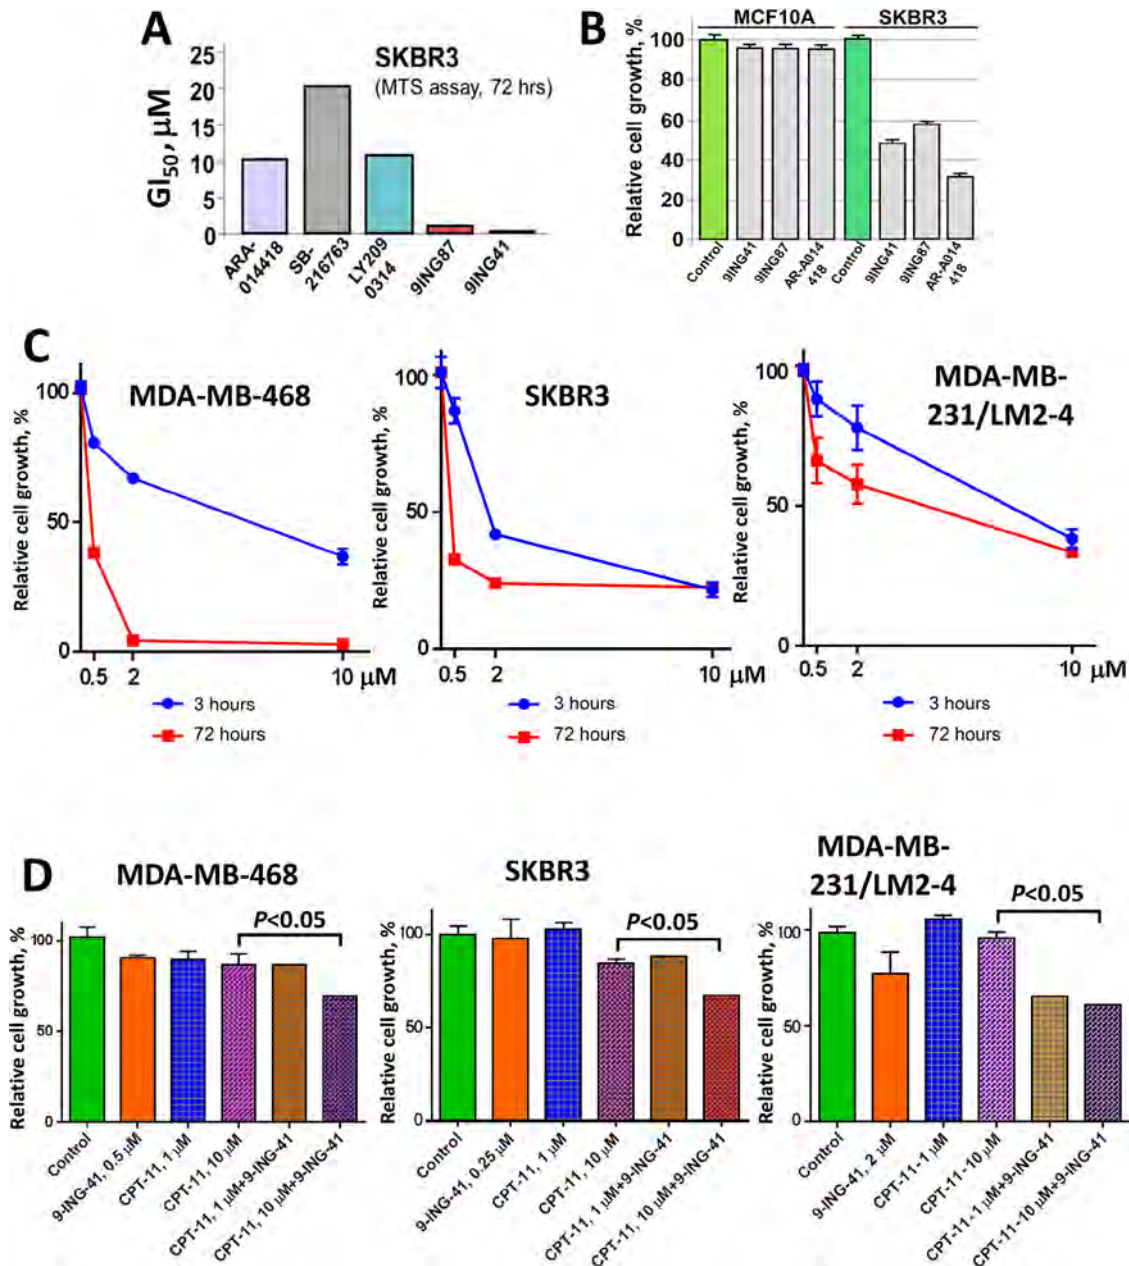 A
SKBR3
(MTS assay, 72 hrs)
GI50, µM
25
20
15
10
5
0
ARA-
014418
SB-
216763
LY209
0314
9ING87
9ING41
B
MCF10A
SKBR3
Relative cell growth, %
100
80
60
40
20
0
Control
9ING41
9ING87
AR-A014
418
Control
9ING41
9ING87
AR-A014
418
C
MDA-MB-468
Relative cell growth, %
100
50
0
0.5
2
10 µM
3 hours
72 hours
SKBR3
Relative cell growth, %
100
50
0
0.5
2
10 µM
3 hours
72 hours
MDA-MB-
231/LM2-4
Relative cell growth, %
100
50
0
0.5
2
10 µM
3 hours
72 hours
D
MDA-MB-468
P<0.05
Relative cell growth, %
100
50
0
Control
9-ING-41, 0.5 µM
CPT-11, 1 µM
CPT-11, 10 µM
CPT-11, 1 µM+9-ING-41
CPT-11, 10 µM+9-ING-41
SKBR3
P<0.05
Relative cell growth, %
100
50
0
Control
9-ING-41, 0.25 µM
CPT-11, 1 µM
CPT-11, 10 µM
CPT-11, 1 µM+9-ING-41
CPT-11, 10 µM+9-ING-41
MDA-MB-
231/LM2-4
P<0.05
Relative cell growth, %
100
50
0
Control
9-ING-41, 2 µM
CPT-11-1 µM
CPT-11-10 µM
CPT-11-1 µM+9-ING-41
CPT-11-10 µM+9-ING-41